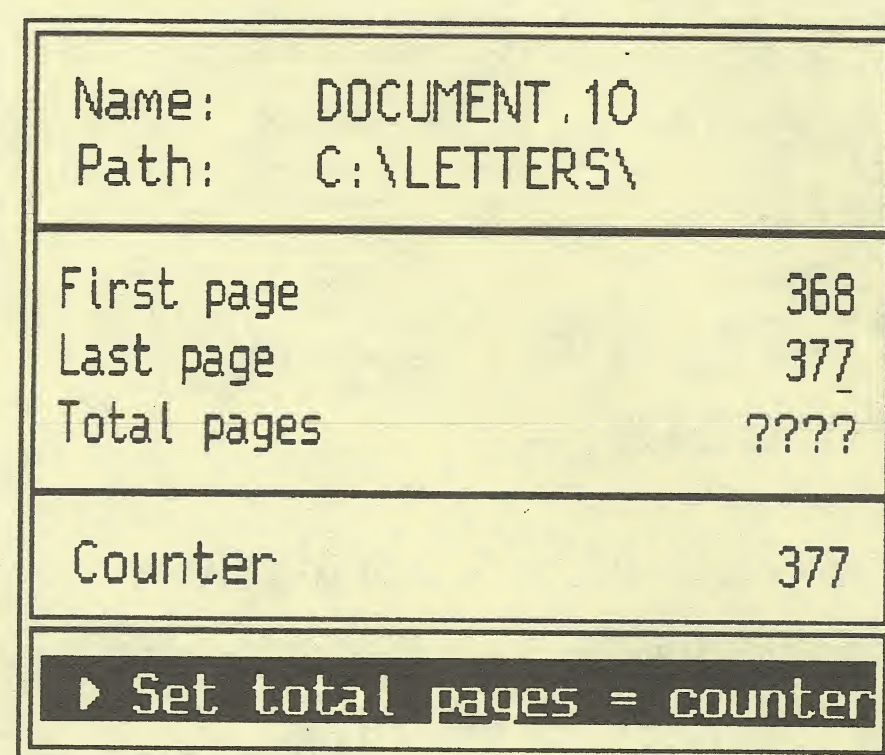 Name: DOCUMENT.10
Path: C:\LETTERS\
First page 368
Last page 377
Total pages ????
Counter 377
▶ Set total pages = counter